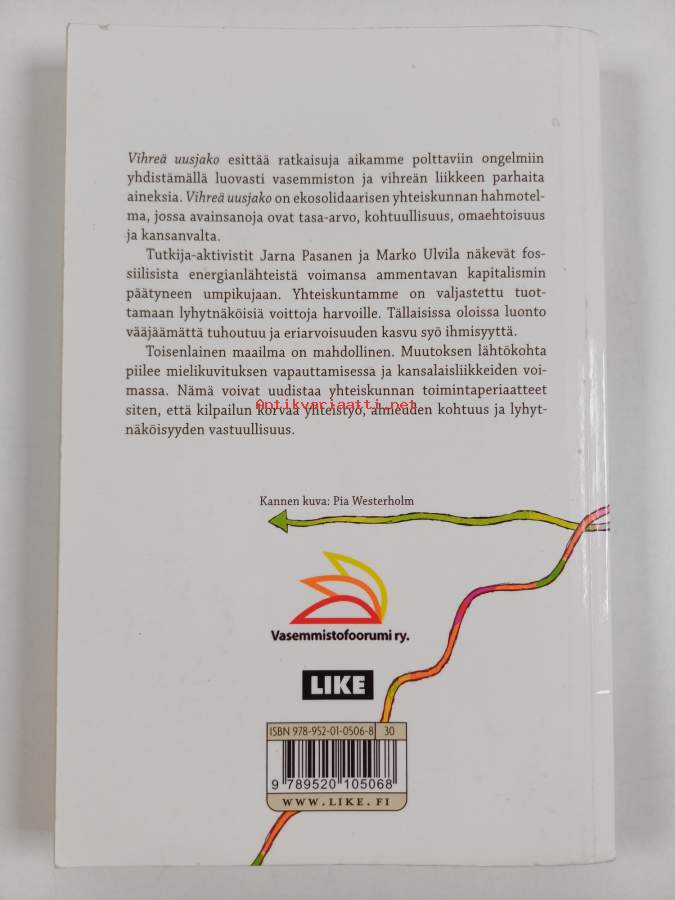 Vihreä uusjako esittää ratkaisuja aikamme polttaviin ongelmiin
yhdistämällä luovasti vasemmiston ja vihreän liikkeen parhaita
aineksia. Vihreä uusjako on ekosolidaarisen yhteiskunnan hahmotel-
ma, jossa avainsanoja ovat tasa-arvo, kohtuullisuus, omaehtoisuus
ja kansanvalta.
Tutkija-aktivistit Jarna Pasanen ja Marko Ulvila näkevät fos-
siilisista energianlähteistä voimansa ammentavan kapitalismin
päätyneen umpikujaan. Yhteiskuntamme on valjastettu tuot-
tamaan lyhytnäköisiä voittoja harvoille. Tällaisissa oloissa luonto
vääjäämättä tuhoutuu ja eriarvoisuuden kasvu syö ihmisyyttä.
Toisenlainen maailma on mahdollinen. Muutoksen lähtökohta
piilee mielikuvituksen vapauttamisessa ja kansalaisliikkeiden voi-
massa. Nämä voivat uudistaa yhteiskunnan toimintaperiaatteet
siten, että kilpailun korvaa yhteistyö, ahneuden kohtuus ja lyhyt-
Antikvariaatti.net
näköisyyden vastuullisuus.
Kannen kuva: Pia Westerholm
Vasemmistofoorumi ry.
LIKE
ISBN 978-952-01-0506-8 30
9 789520 105068
WWW.LIKE.FI